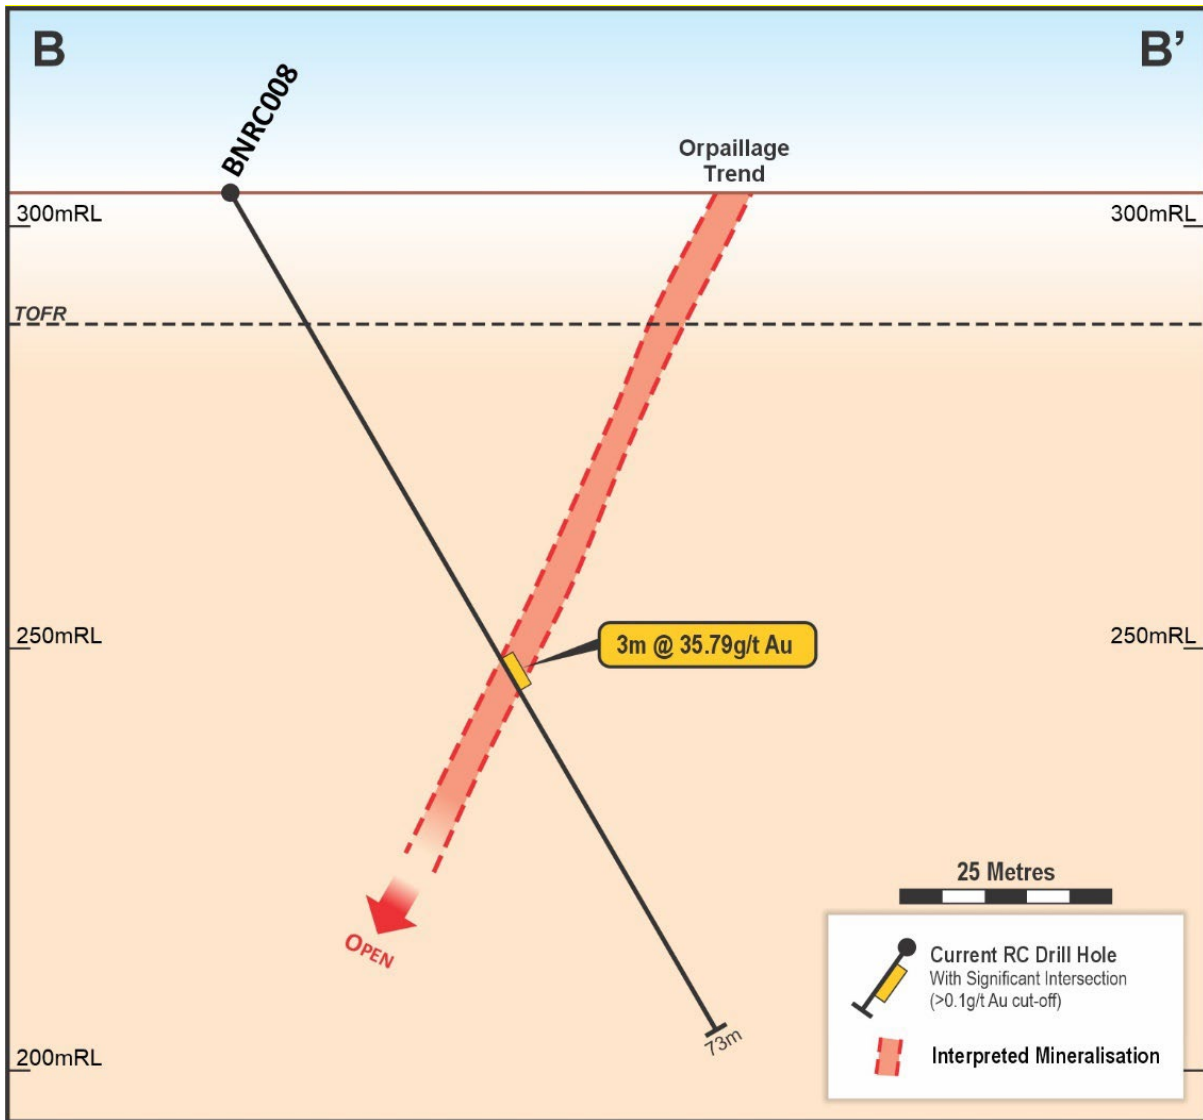 B
B’
BNRC008
Orpaillage
Trend
300mRL
300mRL
TOFR
250mRL
250mRL
3m @ 35.79g/t Au
25 Metres
OPEN
Current RC Drill Hole
With Significant Intersection
(>0.1g/t Au cut-off)
73m
Interpreted Mineralisation
200mRL